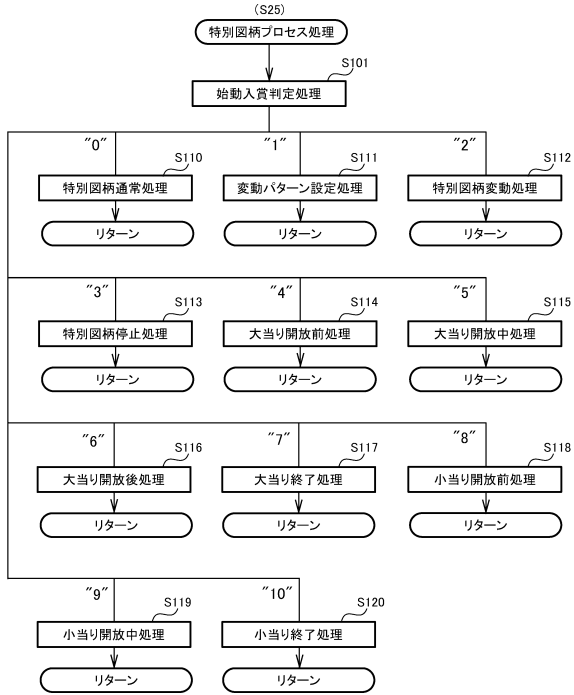 (S25)
特別図柄プロセス処理
S101
始動入賞判定処理
"0" "1" "2"
S110 S111 S112
特別図柄通常処理 変動パターン設定処理 特別図柄変動処理
リターン リターン リターン
"3" "4" "5"
S113 S114 S115
特別図柄停止処理 大当り開放前処理 大当り開放中処理
リターン リターン リターン
"6" "7" "8"
S116 S117 S118
大当り開放後処理 大当り終了処理 小当り開放前処理
リターン リターン リターン
"9" "10"
S119 S120
小当り開放中処理 小当り終了処理
リターン リターン